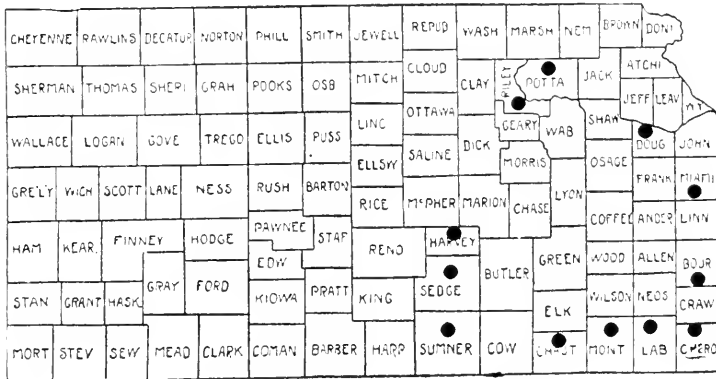 CHEYENNE RAWLINS DECATUR NORTON PHILL SMITH JEWELL REPUB WASH MARSH NEM BROWN DONI
SHERMAN THOMAS SHERI GRAH POOKS OSB MITCH CLOUD CLAY RILEY POTTA JACK ATCHI
JEFF LEAV WY
WALLACE LOGAN GOVE TREGO ELLIS PUSS LINC OTTAWA GEARY WAB SHAW DOUG JOHN
ELLSW SALINE DICK MORRIS OSAGE FRANK MIAMI
GRE'LY WICH SCOTT LANE NESS RUSH BARTON RICE McPHER MARION CHASE LYON COFFEE ANDER LINN
HAM KEAR. FINNEY HODGE PAWNEE STAF RENO HARVEY BUTLER GREEN WOOD ALLEN BOUR
EDW
STAN GRANT HASK. GRAY FORD KIOWA PRATT KING SEDGE ELK WILSON NEOS CRAW
MORT STEV SEW MEAD CLARK COMAN BARBER HARP SUMNER COW CHAUT MONT LAB CHERO